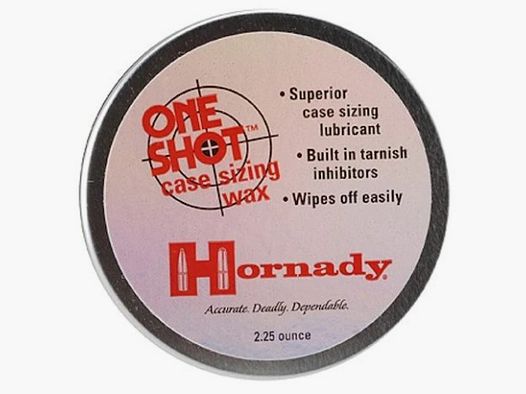 ONE
SHOT™
case sizing
wax
• Superior
case sizing
lubricant
• Built in tarnish
inhibitors
• Wipes off easily
Hornady®
Accurate. Deadly. Dependable.
2.25 ounce